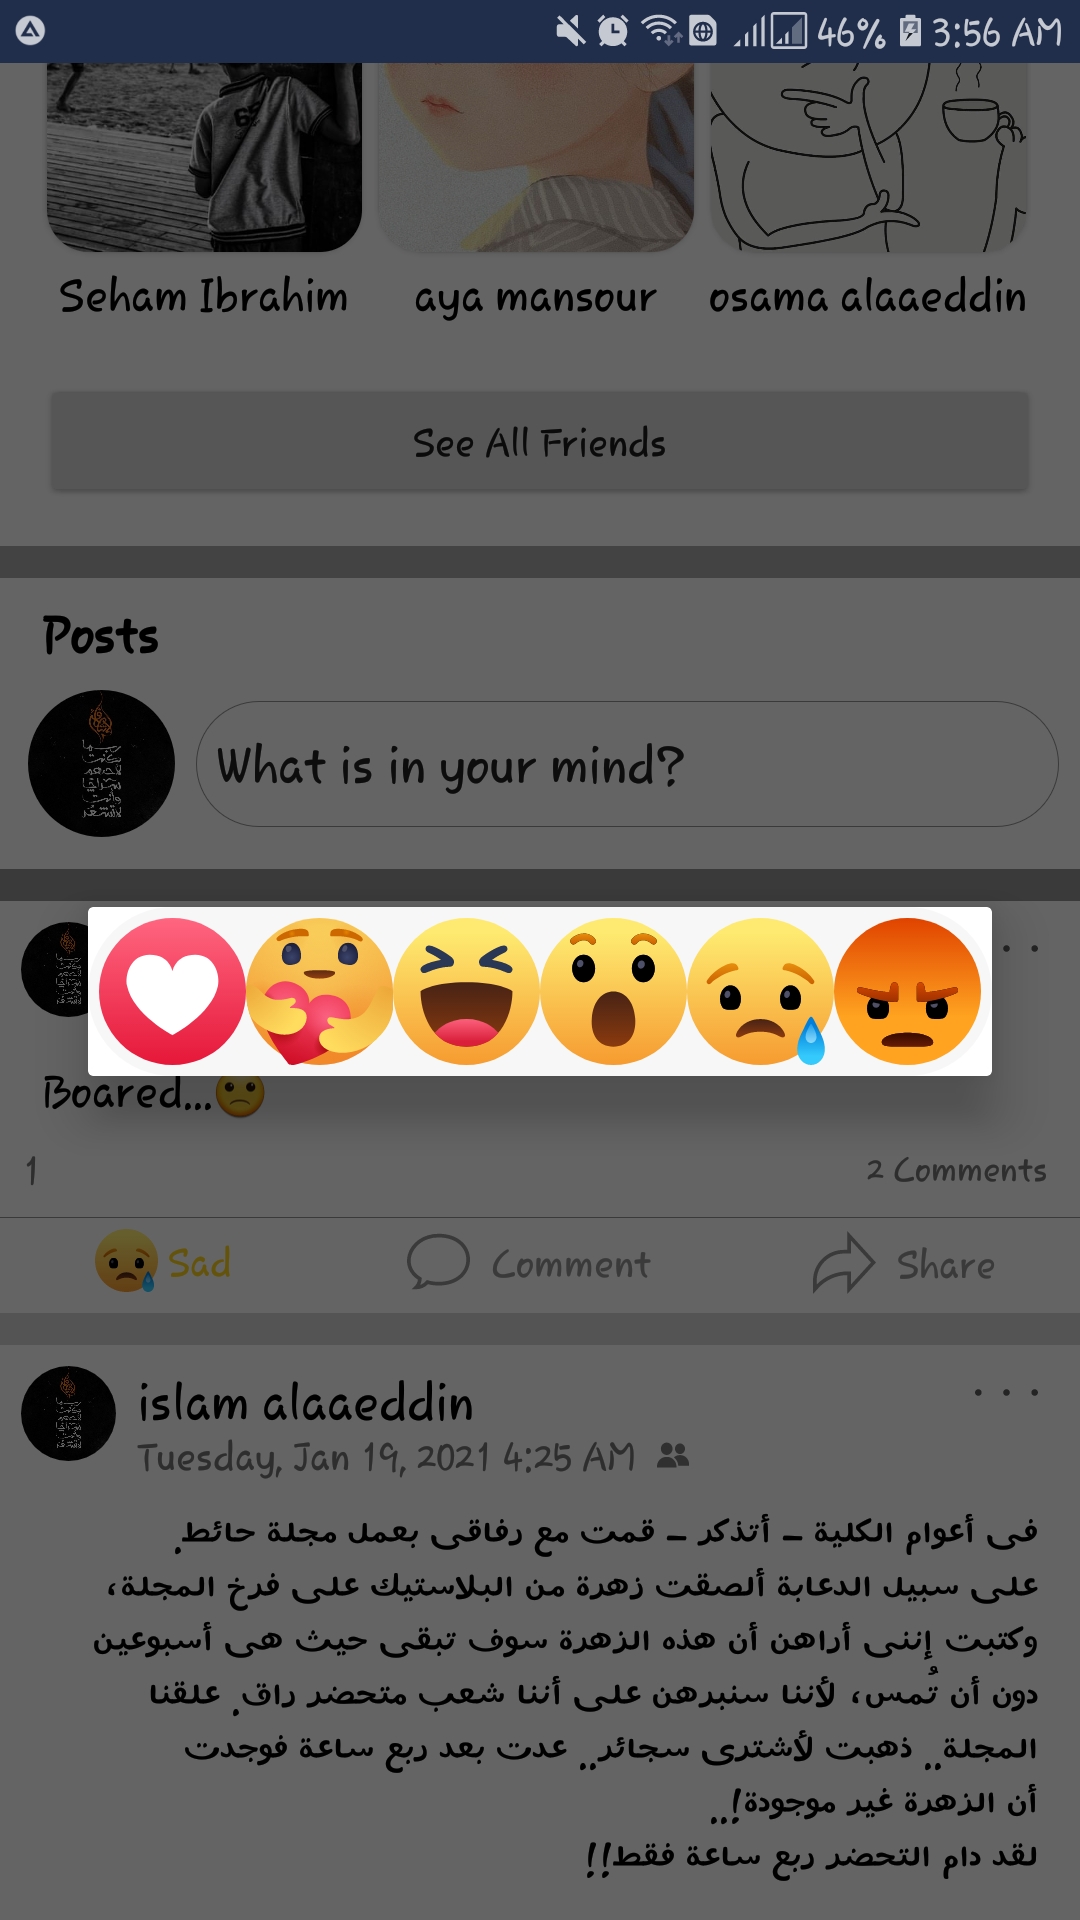 46% 3:56 AM
Seham Ibrahim
aya mansour
osama alaaeddin
See All Friends
Posts
What is in your mind?
Boared...🙁
1
2 Comments
Sad
Comment
Share
islam alaaeddin
Tuesday, Jan 19, 2021 4:25 AM
فى أعوام الكلية – أتذكر – قمت مع رفاقى بعمل مجلة حائط.
على سبيل الدعابة ألصقت زهرة من البلاستيك على فرخ المجلة،
وكتبت إننى أراهن أن هذه الزهرة سوف تبقى حيث هى أسبوعين
دون أن تُمس، لأننا سنبرهن على أننا شعب متحضر راق. علقنا
المجلة.. ذهبت لأشترى سجائر.. عدت بعد ربع ساعة فوجدت
أن الزهرة غير موجودة!...
لقد دام التحضر ربع ساعة فقط!!